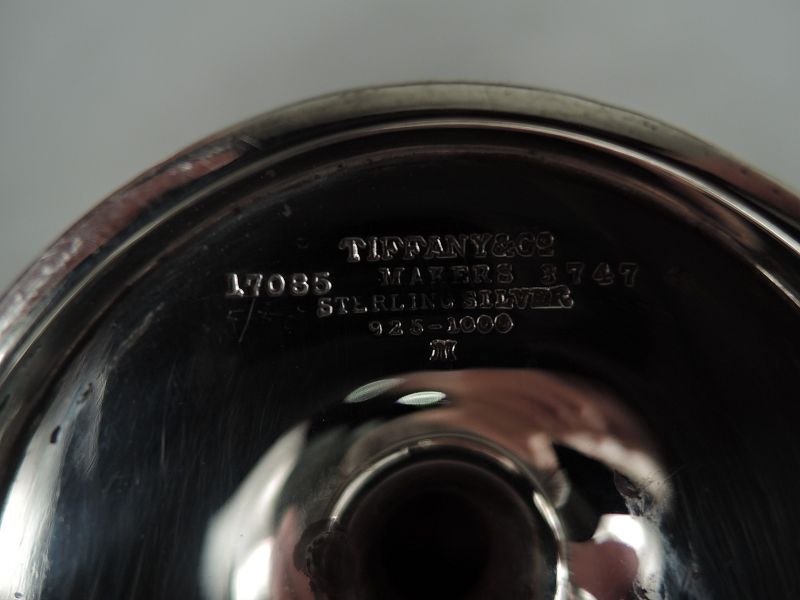 TIFFANY & Co
17085 MAKERS 3747
STERLING SILVER
925-1000
M